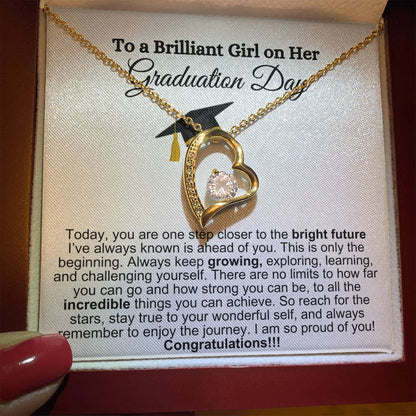 To a Brilliant Girl on Her
Graduation Day
Today, you are one step closer to the bright future
I've always known is ahead of you. This is only the
beginning. Always keep growing, exploring, learning,
and challenging yourself. There are no limits to how far
you can go and how strong you can be, to all the
incredible things you can achieve. So reach for the
stars, stay true to your wonderful self, and always
remember to enjoy the journey. I am so proud of you!
Congratulations!!!